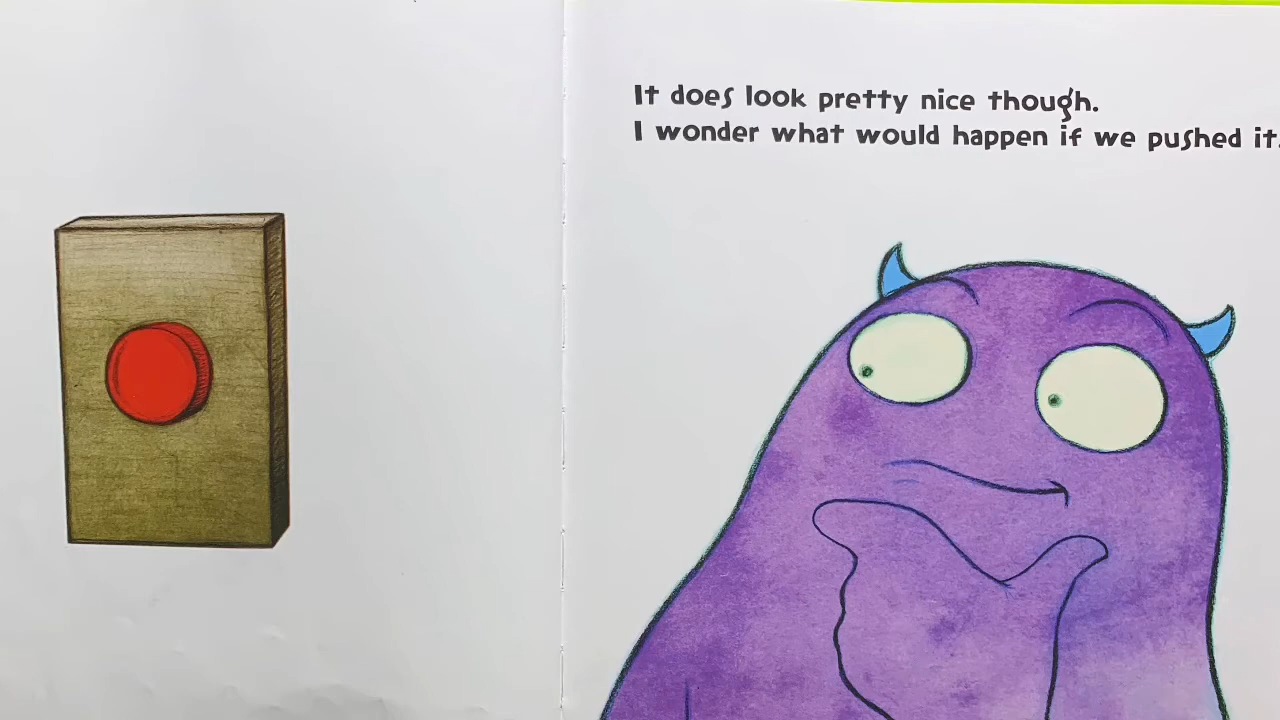 It does look pretty nice though.
I wonder what would happen if we pushed it.